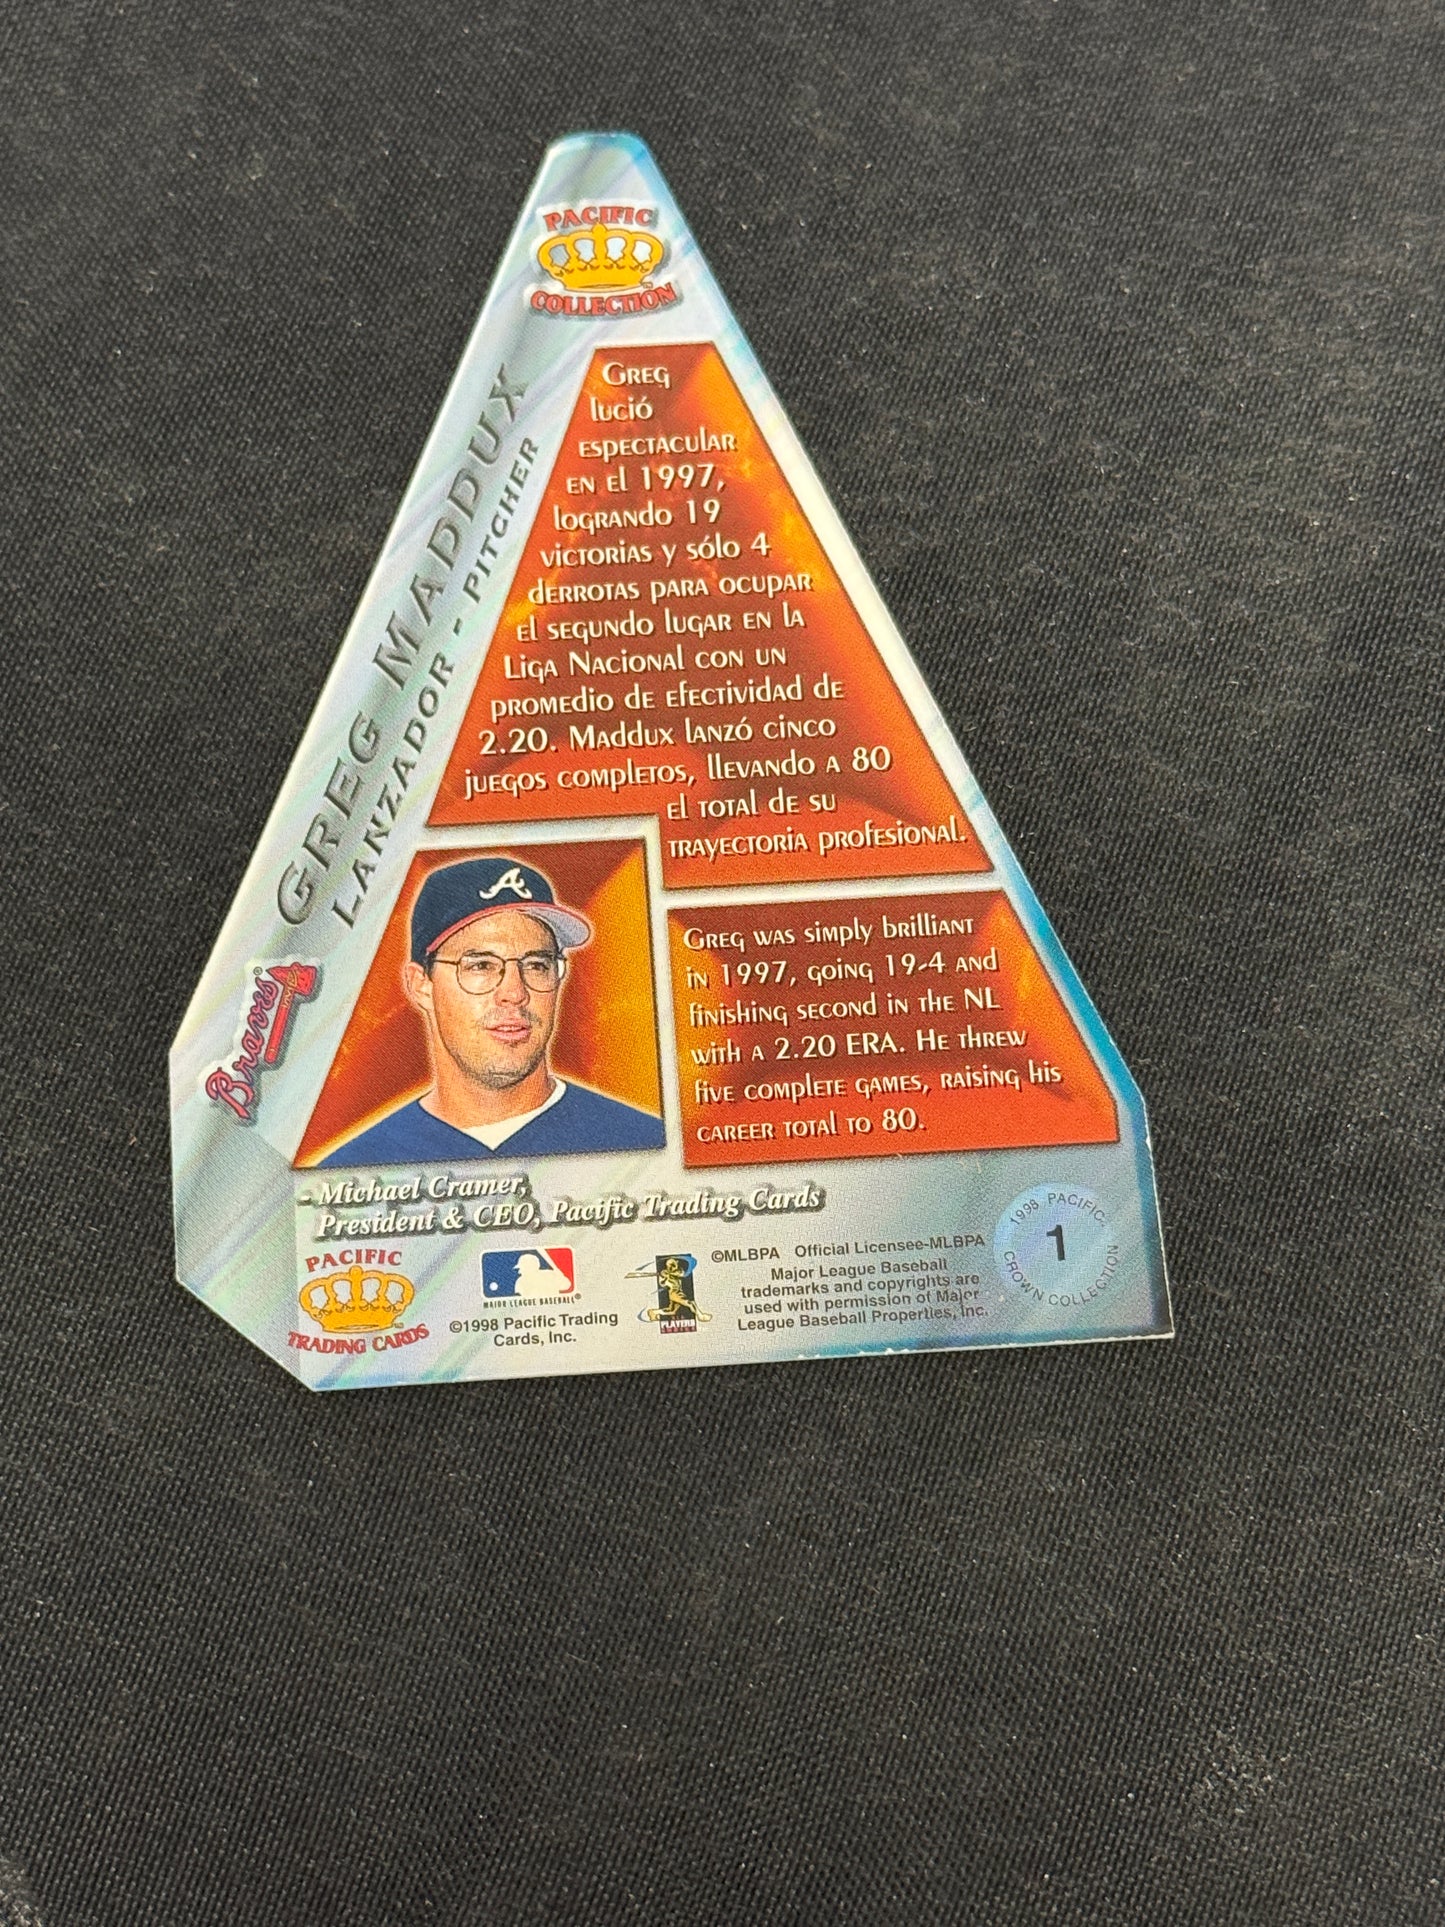 PACIFIC
COLLECTION
GREG MADDUX
LANZADOR - PITCHER
Greg
lució
espectacular
en el 1997,
logrando 19
victorias y sólo 4
derrotas para ocupar
el segundo lugar en la
Liga Nacional con un
promedio de efectividad de
2.20. Maddux lanzó cinco
juegos completos, llevando a 80
el total de su
trayectoria profesional.
A
Braves®
Greg was simply brilliant
in 1997, going 19-4 and
finishing second in the NL
with a 2.20 ERA. He threw
five complete games, raising his
career total to 80.
- Michael Cramer,
President & CEO, Pacific Trading Cards
PACIFIC
TRADING CARDS
MAJOR LEAGUE BASEBALL®
©1998 Pacific Trading
Cards, Inc.
PLAYERS
CHOICE
©MLBPA Official Licensee-MLBPA
Major League Baseball
trademarks and copyrights are
used with permission of Major
League Baseball Properties, Inc.
1998 PACIFIC
1
CROWN COLLECTION